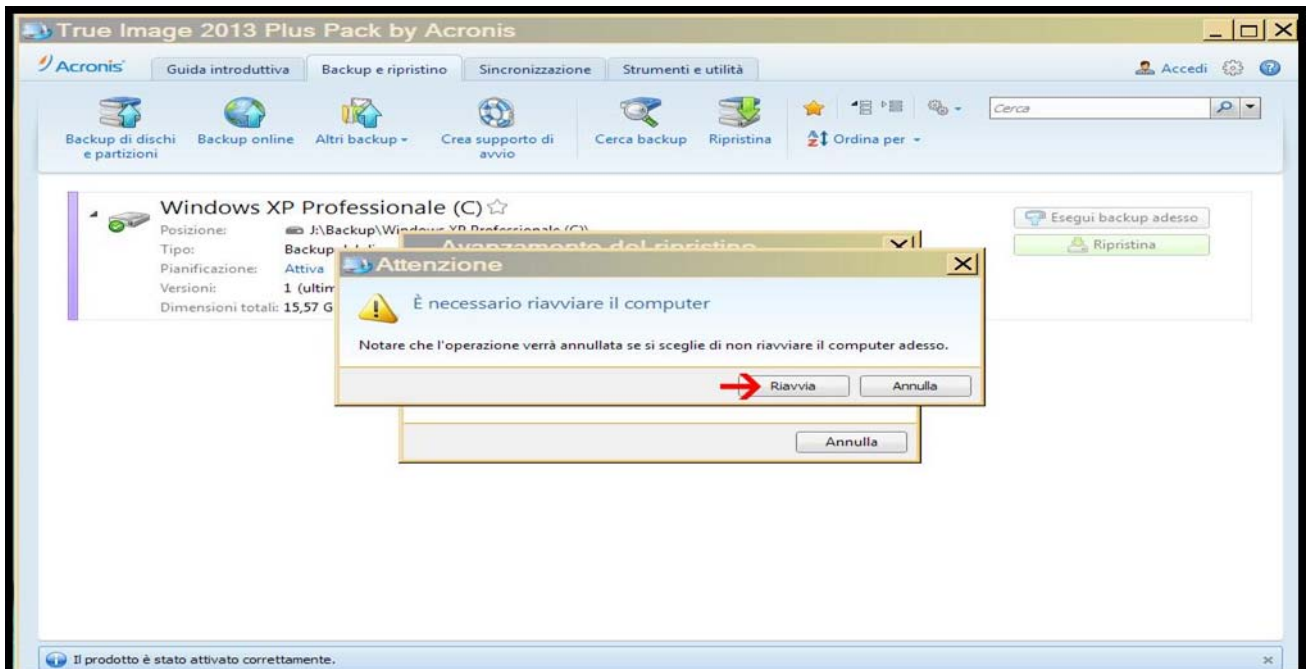 True Image 2013 Plus Pack by Acronis
Acronis
Guida introduttiva
Backup e ripristino
Sincronizzazione
Strumenti e utilità
Accedi
Backup di dischi
e partizioni
Backup online
Altri backup
Crea supporto di
avvio
Cerca backup
Ripristina
Ordina per
Cerca
Windows XP Professionale (C)
Posizione: J:\Backup\Windows XP Professionale (C)\
Tipo: Backup
Pianificazione: Attiva
Versioni: 1 (ultim
Dimensioni totali: 15,57 G
Esegui backup adesso
Ripristina
Avanzamento del ripristino
Attenzione
È necessario riavviare il computer
Notare che l'operazione verrà annullata se si sceglie di non riavviare il computer adesso.
Riavvia
Annulla
Annulla
Il prodotto è stato attivato correttamente.